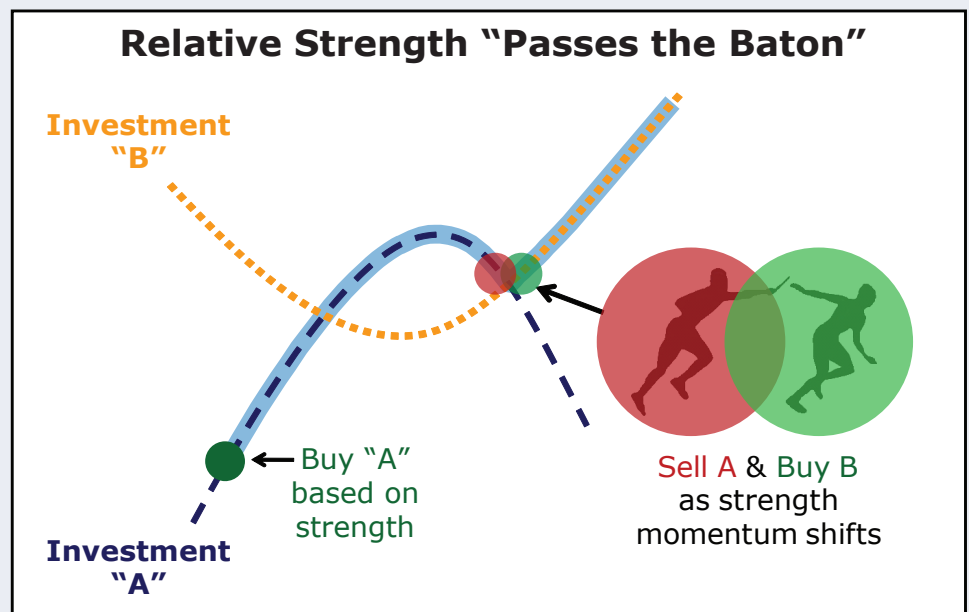 Relative Strength “Passes the Baton”
Investment
“B”
Buy “A”
based on
strength
Sell A & Buy B
as strength
momentum shifts
Investment
“A”